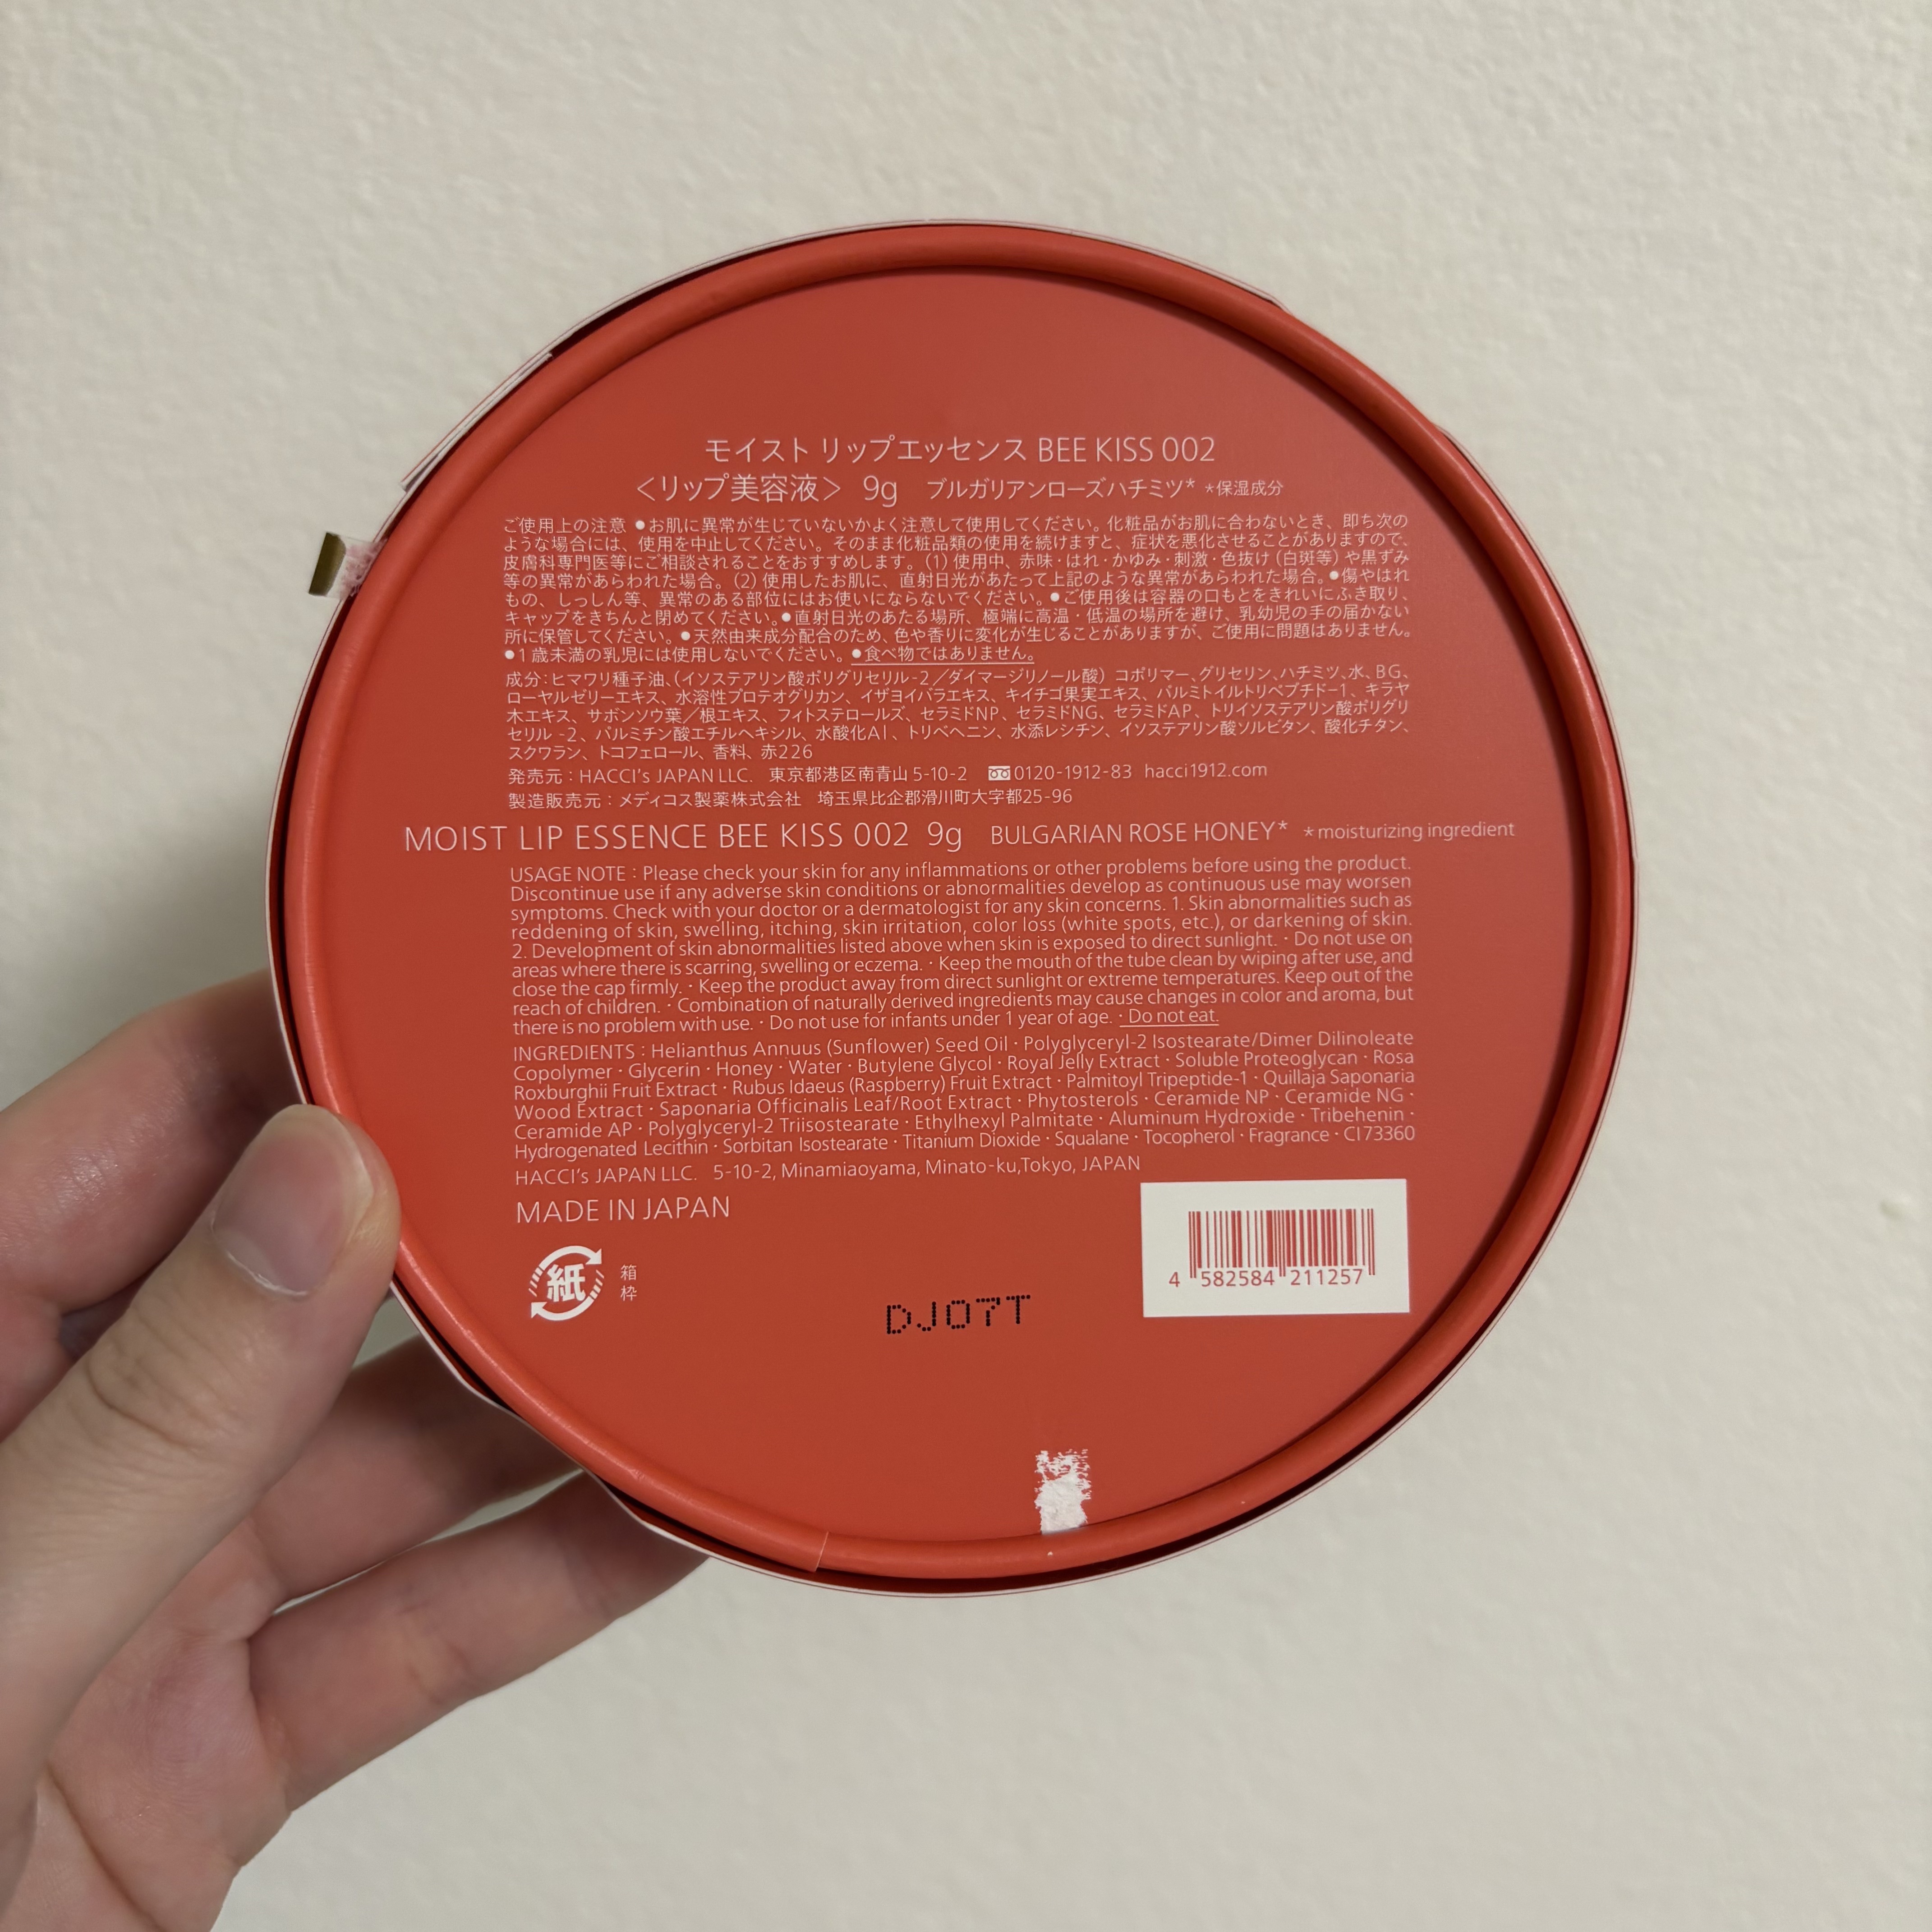 モイスト リップエッセンス BEE KISS 002
＜リップ美容液＞ 9g ブルガリアンローズハチミツ* *保湿成分
ご使用上の注意 ●お肌に異常が生じていないかよく注意して使用してください。化粧品がお肌に合わないとき、即ち次の
ような場合には、使用を中止してください。そのまま化粧品類の使用を続けますと、症状を悪化させることがありますので、
皮膚科専門医等にご相談されることをおすすめします。（1）使用中、赤味・はれ・かゆみ・刺激・色抜け（白斑等）や黒ずみ
等の異常があらわれた場合。（2）使用したお肌に、直射日光があたって上記のような異常があらわれた場合。●傷やはれ
もの、しっしん等、異常のある部位にはお使いにならないでください。●ご使用後は容器の口もとをきれいにふき取り、
キャップをきちんと閉めてください。●直射日光のあたる場所、極端に高温・低温の場所を避け、乳幼児の手の届かない
所に保管してください。●天然由来成分配合のため、色や香りに変化が生じることがありますが、ご使用に問題はありません。
●1歳未満の乳児には使用しないでください。●食べ物ではありません。
成分：ヒマワリ種子油、（イソステアリン酸ポリグリセリル-2／ダイマージリノール酸）コポリマー、グリセリン、ハチミツ、水、BG、
ローヤルゼリーエキス、水溶性プロテオグリカン、イザヨイバラエキス、キイチゴ果実エキス、パルミトイルトリペプチド-1、キラヤ
木エキス、サボンソウ葉／根エキス、フィトステロールズ、セラミドNP、セラミドNG、セラミドAP、トリイソステアリン酸ポリグリ
セリル-2、パルミチン酸エチルヘキシル、水酸化Al、トリベヘニン、水添レシチン、イソステアリン酸ソルビタン、酸化チタン、
スクワラン、トコフェロール、香料、赤226
発売元：HACCI's JAPAN LLC. 東京都港区南青山5-10-2 0120-1912-83 hacci1912.com
製造販売元：メディコス製薬株式会社 埼玉県比企郡滑川町大字都25-96
MOIST LIP ESSENCE BEE KISS 002 9g BULGARIAN ROSE HONEY* *moisturizing ingredient
USAGE NOTE : Please check your skin for any inflammations or other problems before using the product.
Discontinue use if any adverse skin conditions or abnormalities develop as continuous use may worsen
symptoms. Check with your doctor or a dermatologist for any skin concerns. 1. Skin abnormalities such as
reddening of skin, swelling, itching, skin irritation, color loss (white spots, etc.), or darkening of skin.
2. Development of skin abnormalities listed above when skin is exposed to direct sunlight. · Do not use on
areas where there is scarring, swelling or eczema. · Keep the mouth of the tube clean by wiping after use, and
close the cap firmly. · Keep the product away from direct sunlight or extreme temperatures. Keep out of the
reach of children. · Combination of naturally derived ingredients may cause changes in color and aroma, but
there is no problem with use. · Do not use for infants under 1 year of age. · Do not eat.
INGREDIENTS : Helianthus Annuus (Sunflower) Seed Oil · Polyglyceryl-2 Isostearate/Dimer Dilinoleate
Copolymer · Glycerin · Honey · Water · Butylene Glycol · Royal Jelly Extract · Soluble Proteoglycan · Rosa
Roxburghii Fruit Extract · Rubus Idaeus (Raspberry) Fruit Extract · Palmitoyl Tripeptide-1 · Quillaja Saponaria
Wood Extract · Saponaria Officinalis Leaf/Root Extract · Phytosterols · Ceramide NP · Ceramide NG ·
Ceramide AP · Polyglyceryl-2 Triisostearate · Ethylhexyl Palmitate · Aluminum Hydroxide · Tribehenin ·
Hydrogenated Lecithin · Sorbitan Isostearate · Titanium Dioxide · Squalane · Tocopherol · Fragrance · CI 73360
HACCI's JAPAN LLC. 5-10-2, Minamiaoyama, Minato-ku,Tokyo, JAPAN
MADE IN JAPAN
紙 箱
枠
4 582584 211257
DJ07T